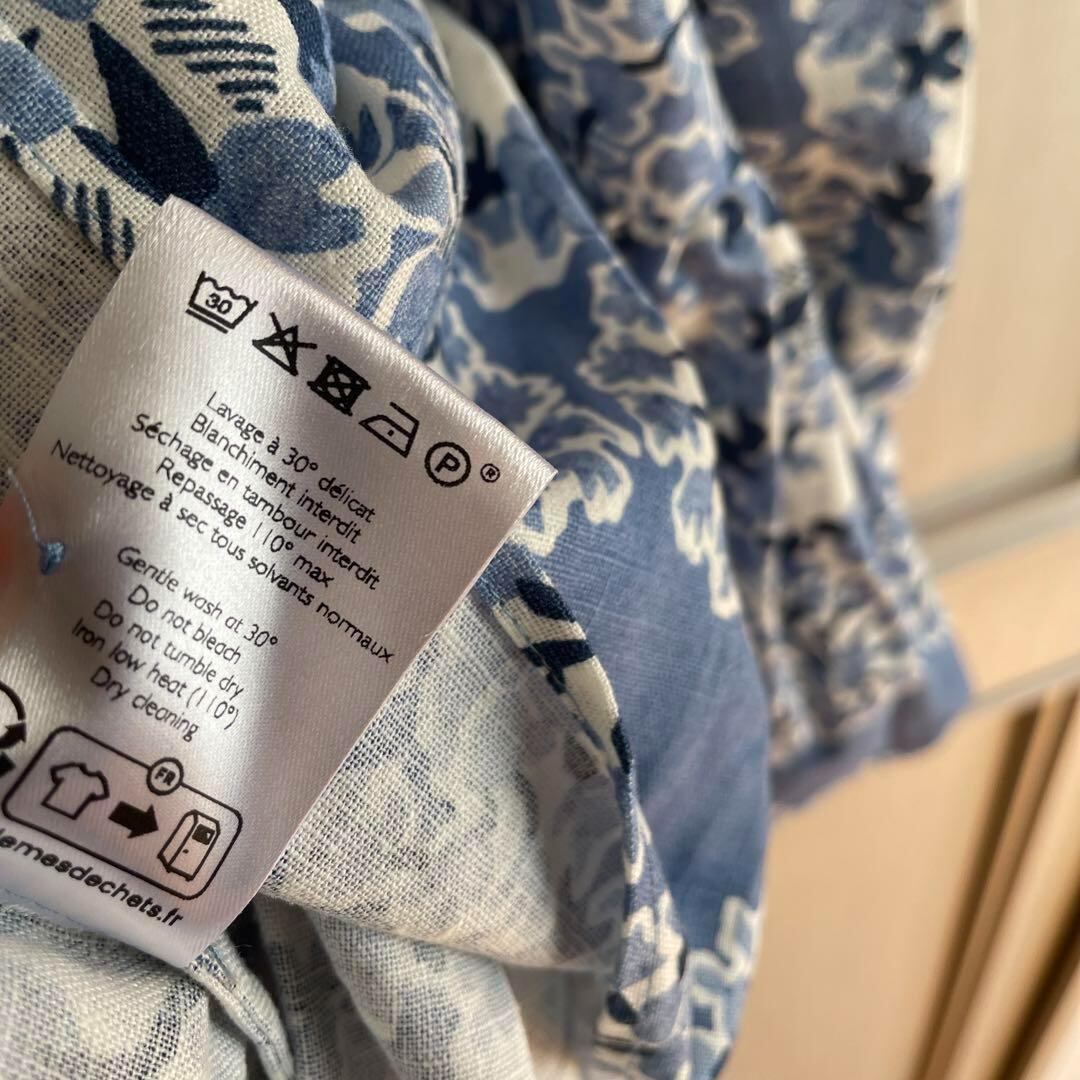 30
P ®
Lavage à 30° délicat
Blanchiment interdit
Séchage en tambour interdit
Repassage 110° max
Nettoyage à sec tous solvants normaux
Gentle wash at 30°
Do not bleach
Do not tumble dry
Iron low heat (110°)
Dry cleaning
FR
emesdechets.fr